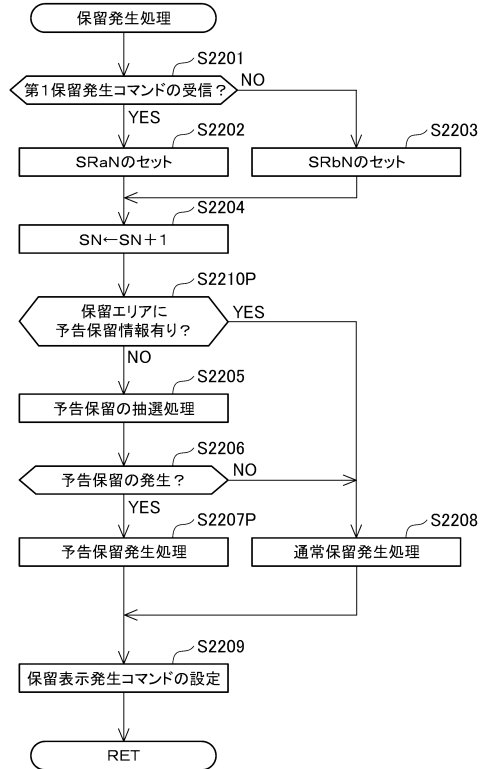 保留発生処理
S2201
第1保留発生コマンドの受信？
NO
YES
S2202
SRaNのセット
S2203
SRbNのセット
S2204
SN←SN＋1
S2210P
保留エリアに
予告保留情報有り？
YES
NO
S2205
予告保留の抽選処理
S2206
予告保留の発生？
NO
YES
S2207P
予告保留発生処理
S2208
通常保留発生処理
S2209
保留表示発生コマンドの設定
RET